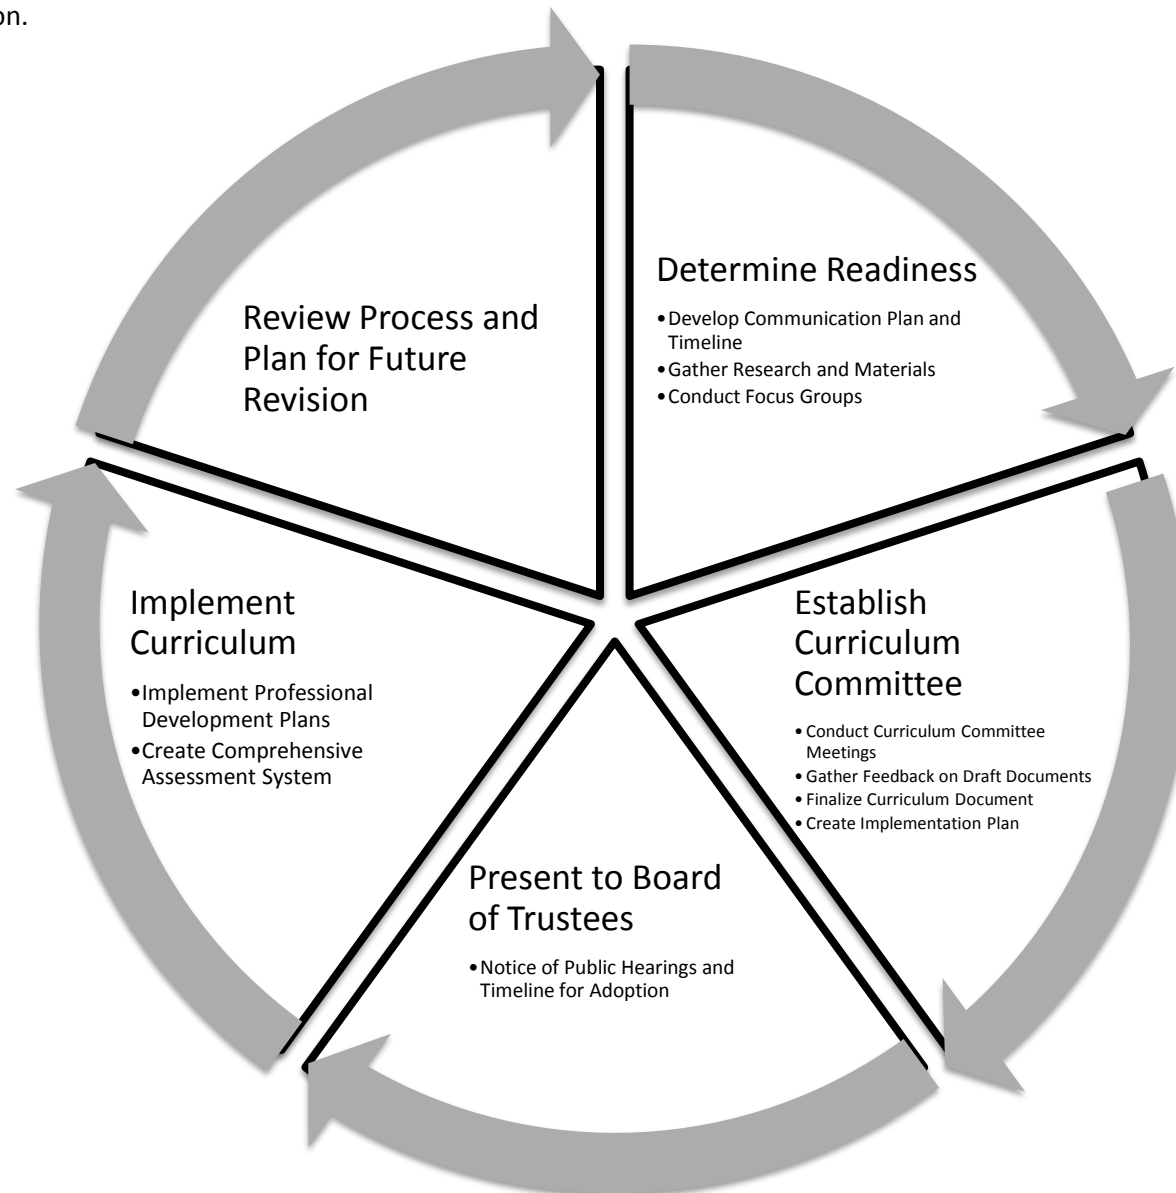 on.
Determine Readiness
•Develop Communication Plan and
Timeline
•Gather Research and Materials
•Conduct Focus Groups
Establish
Curriculum
Committee
•Conduct Curriculum Committee
Meetings
•Gather Feedback on Draft Documents
•Finalize Curriculum Document
•Create Implementation Plan
Present to Board
of Trustees
•Notice of Public Hearings and
Timeline for Adoption
Implement
Curriculum
•Implement Professional
Development Plans
•Create Comprehensive
Assessment System
Review Process and
Plan for Future
Revision